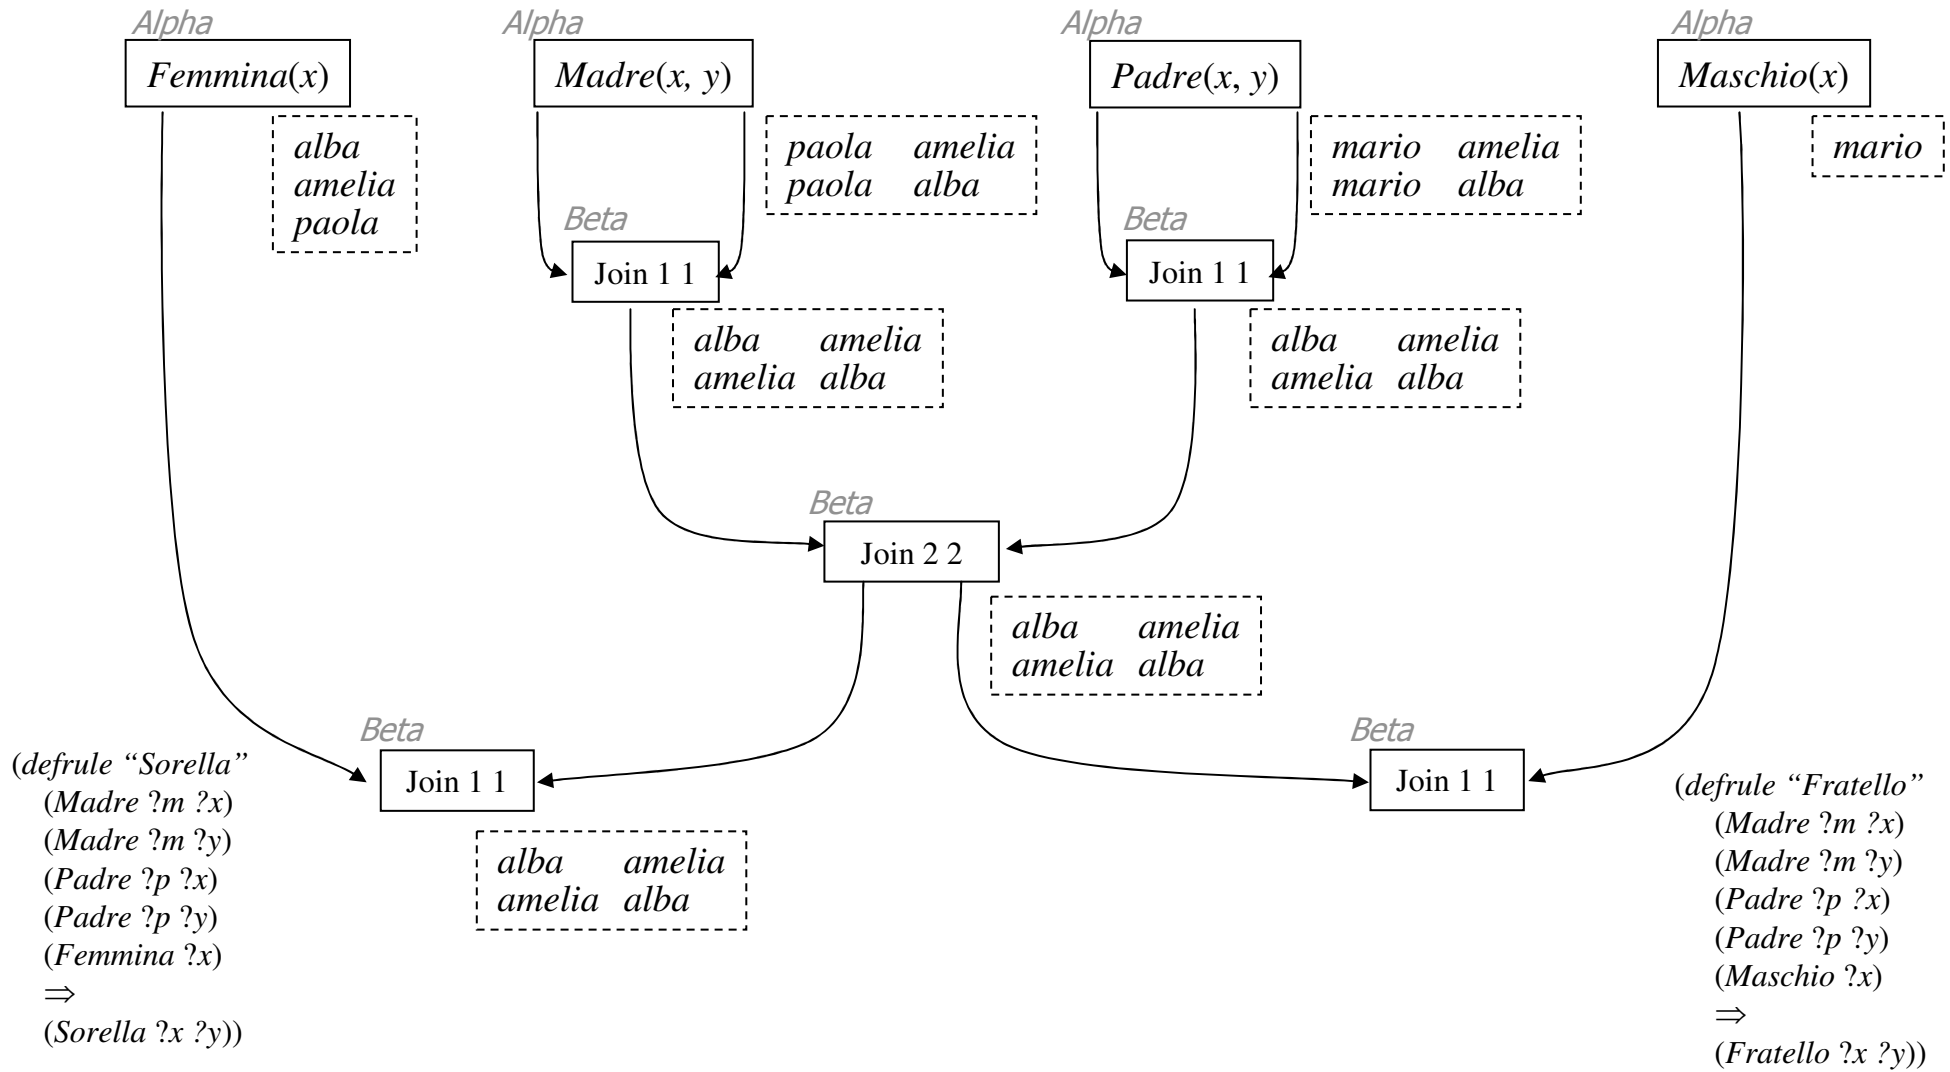 Alpha
Alpha
Alpha
Alpha
Femmina(x)
Madre(x, y)
Padre(x, y)
Maschio(x)
alba
amelia
paola
paola amelia
paola alba
mario amelia
mario alba
mario
Beta
Beta
Join 1 1
Join 1 1
alba amelia
amelia alba
alba amelia
amelia alba
Beta
Join 2 2
alba amelia
amelia alba
Beta
Beta
Join 1 1
Join 1 1
alba amelia
amelia alba
(defrule “Sorella”
(Madre ?m ?x)
(Madre ?m ?y)
(Padre ?p ?x)
(Padre ?p ?y)
(Femmina ?x)
⇒
(Sorella ?x ?y))
(defrule “Fratello”
(Madre ?m ?x)
(Madre ?m ?y)
(Padre ?p ?x)
(Padre ?p ?y)
(Maschio ?x)
⇒
(Fratello ?x ?y))